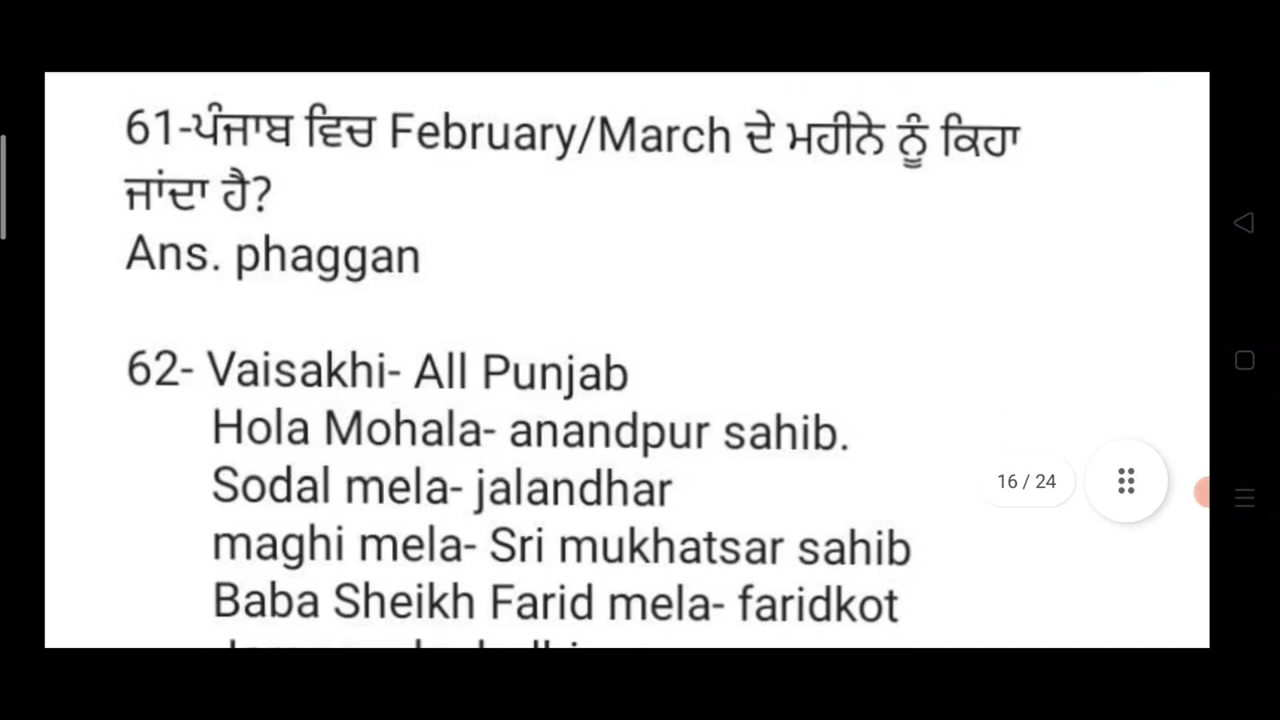 61-ਪੰਜਾਬ ਵਿਚ February/March ਦੇ ਮਹੀਨੇ ਨੂੰ ਕਿਹਾ
ਜਾਂਦਾ ਹੈ?
Ans. phaggan
62- Vaisakhi- All Punjab
Hola Mohala- anandpur sahib.
Sodal mela- jalandhar
maghi mela- Sri mukhatsar sahib
Baba Sheikh Farid mela- faridkot
16 / 24